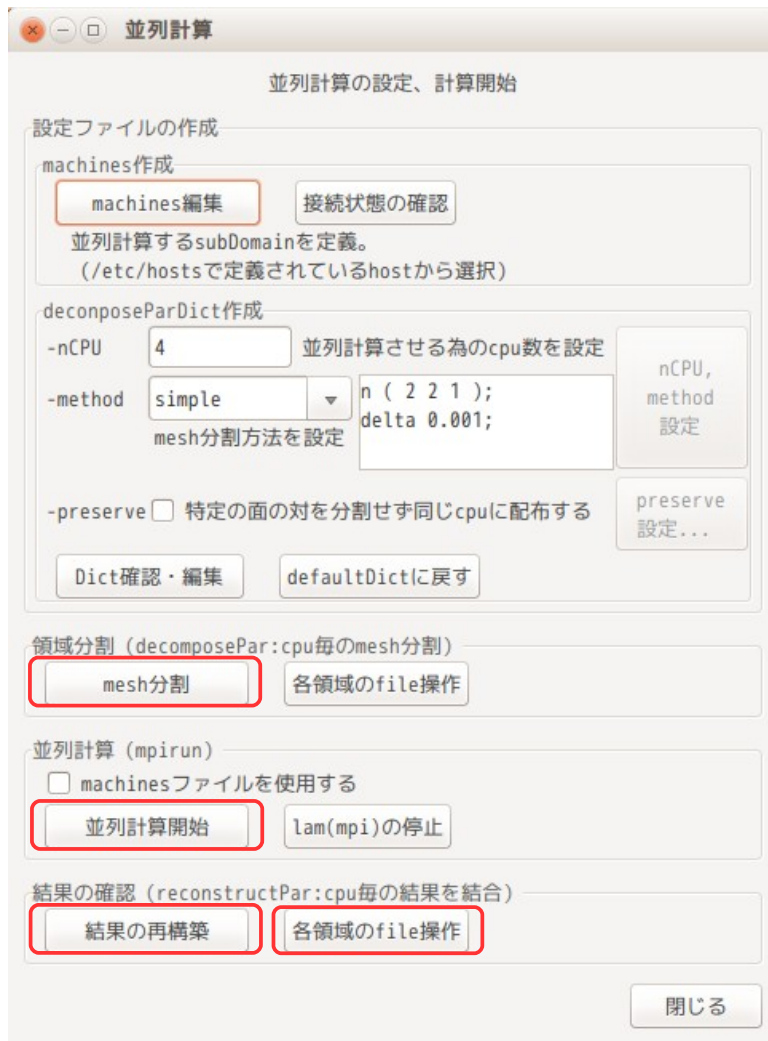 並列計算
並列計算の設定、計算開始
設定ファイルの作成
machines作成
machines編集 接続状態の確認
並列計算するsubDomainを定義。
(/etc/hostsで定義されているhostから選択)
deconposeParDict作成
-nCPU 4 並列計算させる為のcpu数を設定
-method simple
n ( 2 2 1 );
delta 0.001;
mesh分割方法を設定
nCPU,
method
設定
-preserve 特定の面の対を分割せず同じcpuに配布する
preserve
設定...
Dict確認・編集 defaultDictに戻す
領域分割 (decomposePar:cpu毎のmesh分割)
mesh分割 各領域のfile操作
並列計算 (mpirun)
machinesファイルを使用する
並列計算開始 lam(mpi)の停止
結果の確認 (reconstructPar:cpu毎の結果を結合)
結果の再構築 各領域のfile操作
閉じる